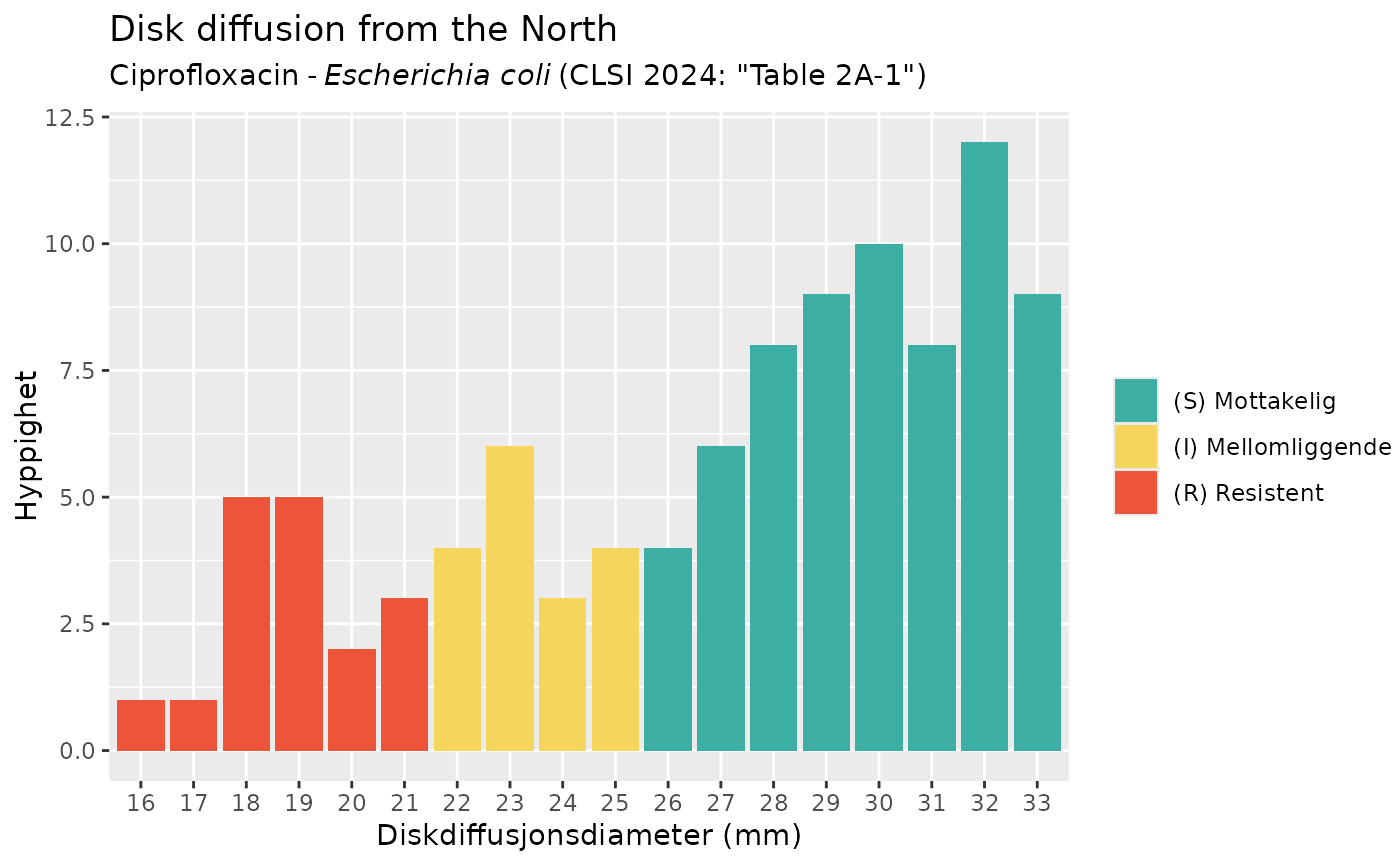 Disk diffusion from the North
Ciprofloxacin - Escherichia coli (CLSI 2024: "Table 2A-1")
12.5
10.0
7.5
5.0
2.5
0.0
Hyppighet
16 17 18 19 20 21 22 23 24 25 26 27 28 29 30 31 32 33
Diskdiffusjonsdiameter (mm)
(S) Mottakelig
(I) Mellomliggende
(R) Resistent